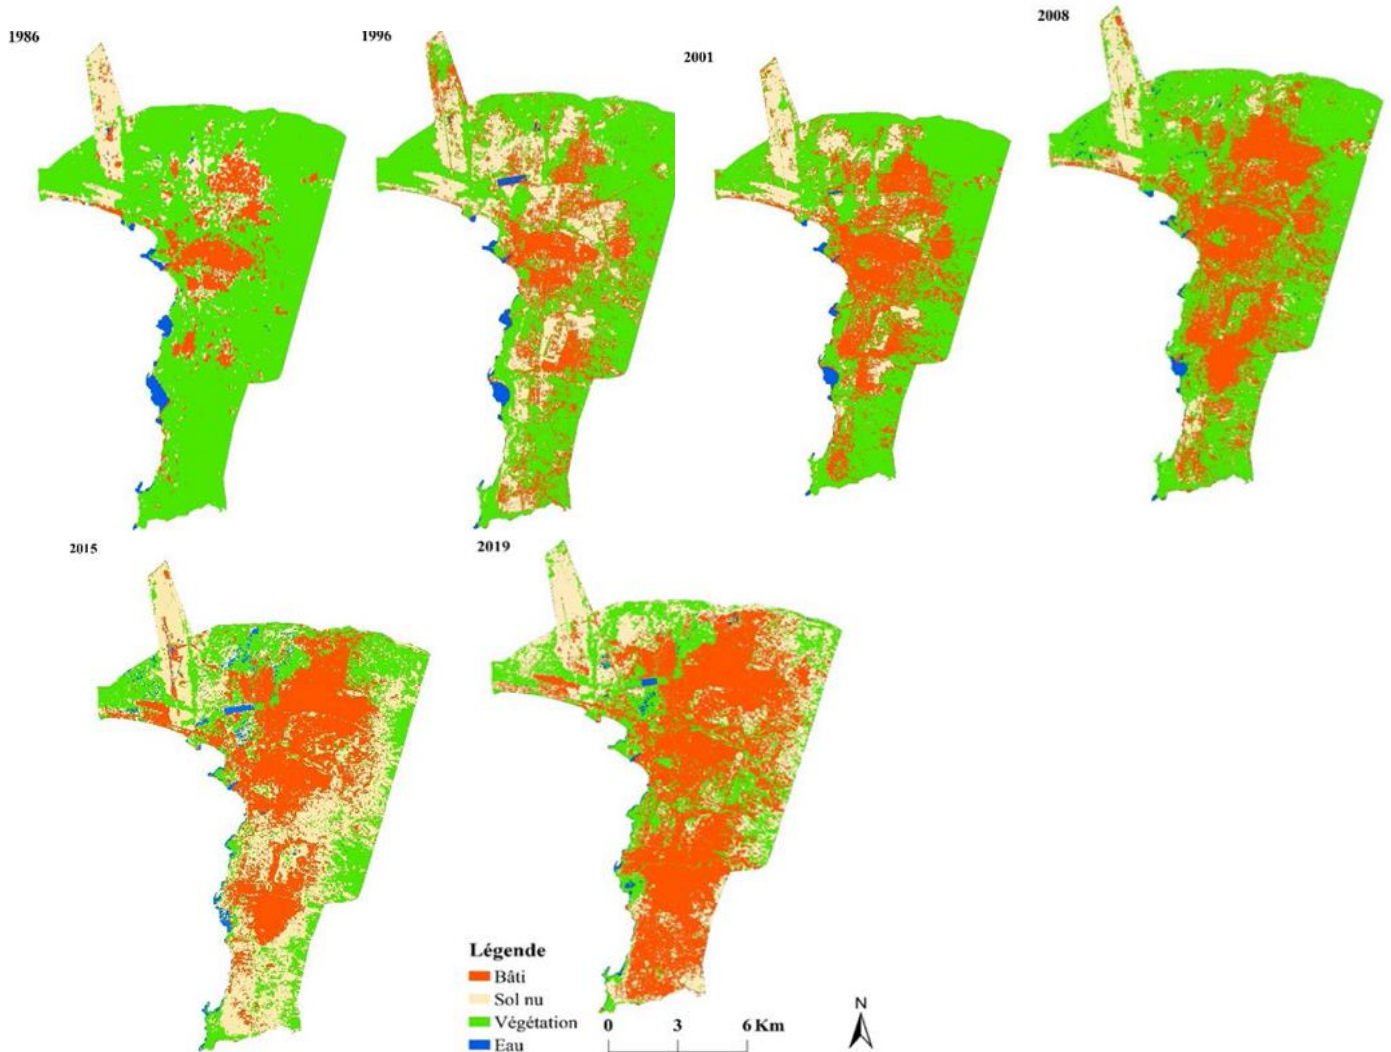 1986
1996
2001
2008
2015
2019
Légende
Bâti
Sol nu
Végétation
Eau
0 3 6 Km
N